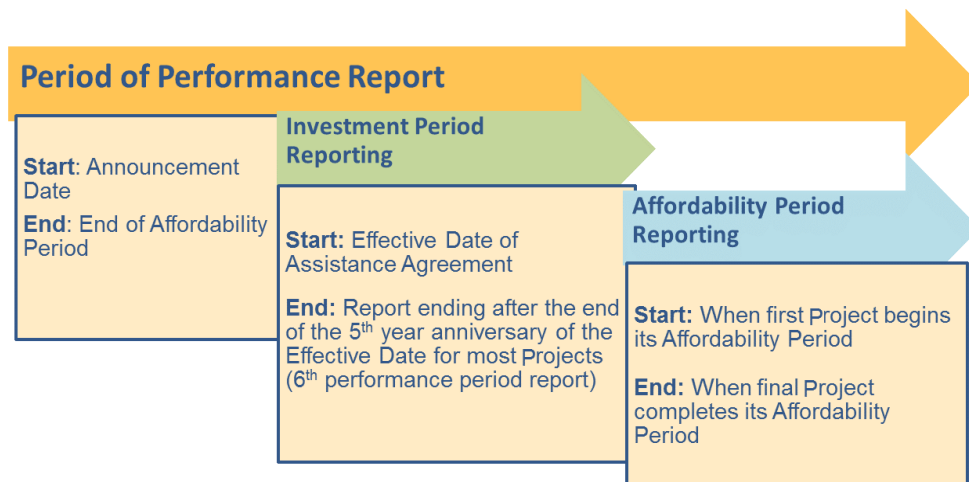 Period of Performance Report
Start: Announcement
Date
End: End of Affordability
Period
Investment Period
Reporting
Start: Effective Date of
Assistance Agreement
End: Report ending after the end
of the 5th year anniversary of the
Effective Date for most Projects
(6th performance period report)
Affordability Period
Reporting
Start: When first Project begins
its Affordability Period
End: When final Project
completes its Affordability
Period